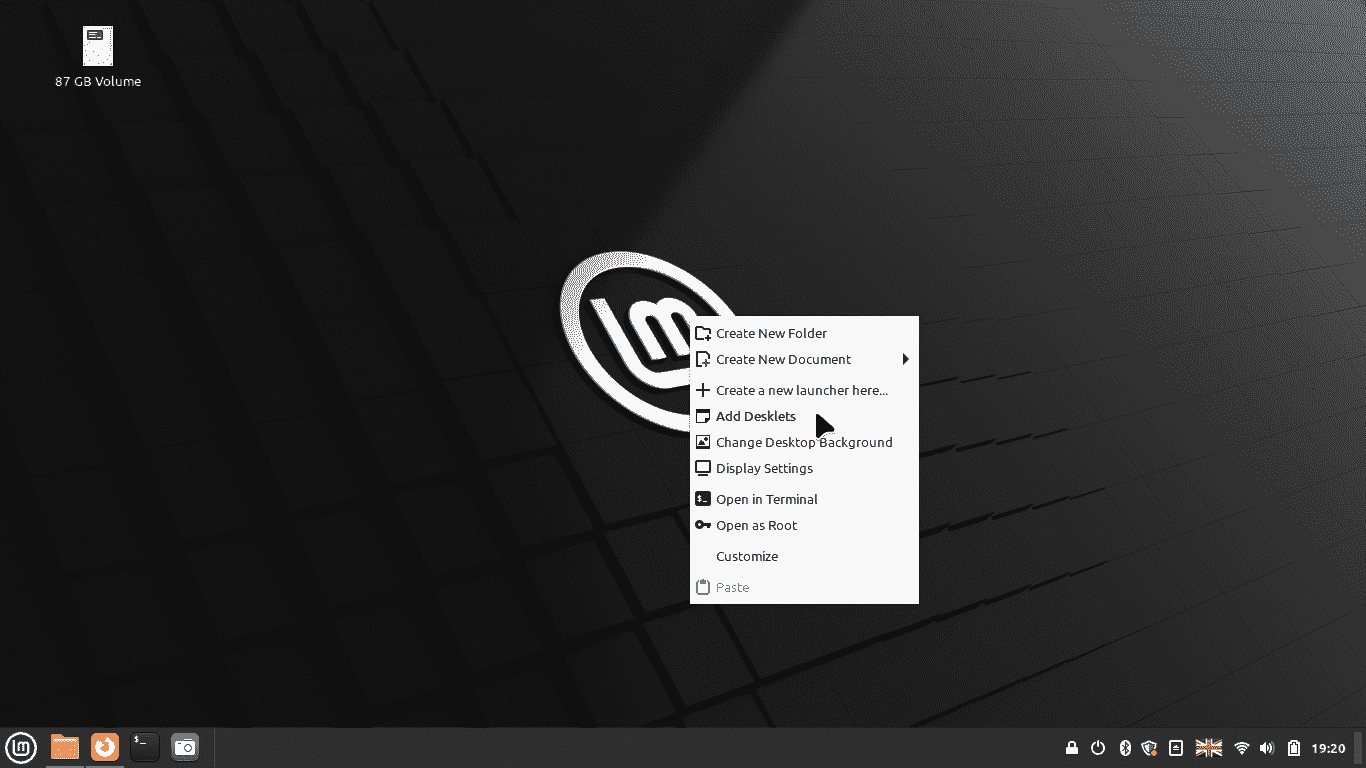 87 GB Volume
Create New Folder
Create New Document
Create a new launcher here...
Add Desklets
Change Desktop Background
Display Settings
Open in Terminal
Open as Root
Customize
Paste
19:20